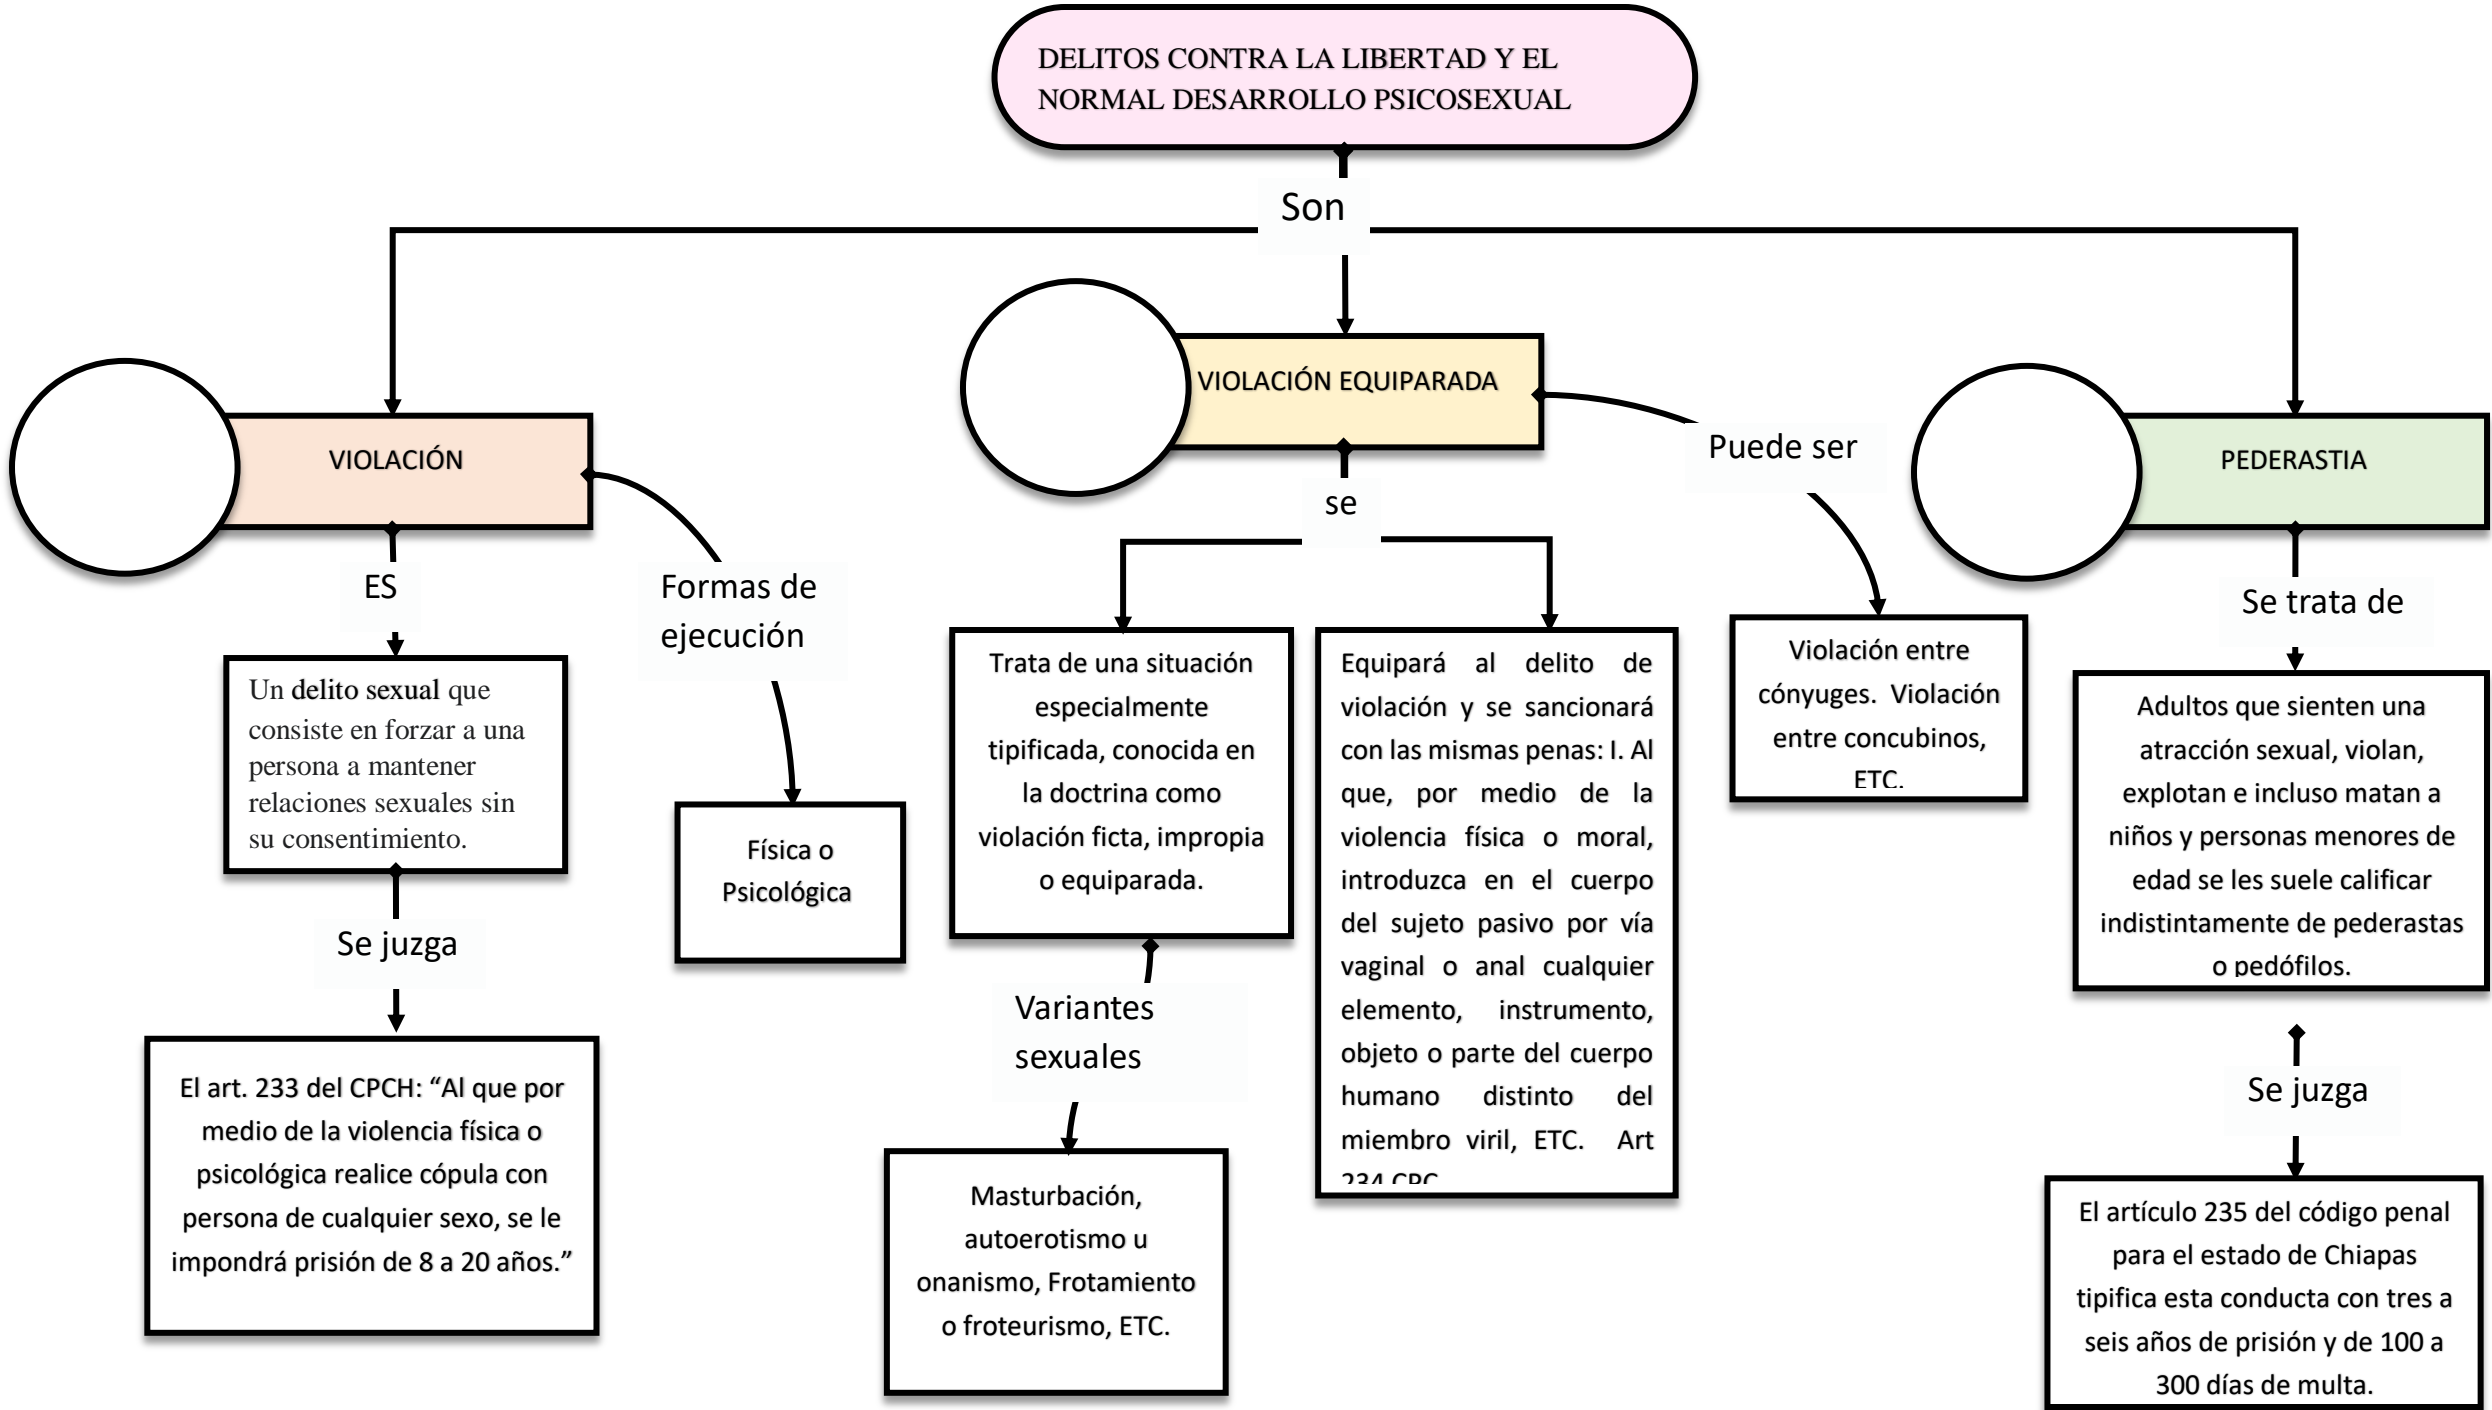 DELITOS CONTRA LA LIBERTAD Y EL
NORMAL DESARROLLO PSICOSEXUAL
Son
VIOLACIÓN
ES
Un delito sexual que
consiste en forzar a una
persona a mantener
relaciones sexuales sin
su consentimiento.
Se juzga
El art. 233 del CPCH: “Al que por
medio de la violencia física o
psicológica realice cópula con
persona de cualquier sexo, se le
impondrá prisión de 8 a 20 años.”
Formas de
ejecución
Física o
Psicológica
VIOLACIÓN EQUIPARADA
se
Trata de una situación
especialmente
tipificada, conocida en
la doctrina como
violación ficta, impropia
o equiparada.
Variantes
sexuales
Masturbación,
autoerotismo u
onanismo, Frotamiento
o froteurismo, ETC.
Equipará al delito de
violación y se sancionará
con las mismas penas: I. Al
que, por medio de la
violencia física o moral,
introduzca en el cuerpo
del sujeto pasivo por vía
vaginal o anal cualquier
elemento, instrumento,
objeto o parte del cuerpo
humano distinto del
miembro viril, ETC. Art
234 CPC
Puede ser
Violación entre
cónyuges. Violación
entre concubinos,
ETC.
PEDERASTIA
Se trata de
Adultos que sienten una
atracción sexual, violan,
explotan e incluso matan a
niños y personas menores de
edad se les suele calificar
indistintamente de pederastas
o pedófilos.
Se juzga
El artículo 235 del código penal
para el estado de Chiapas
tipifica esta conducta con tres a
seis años de prisión y de 100 a
300 días de multa.